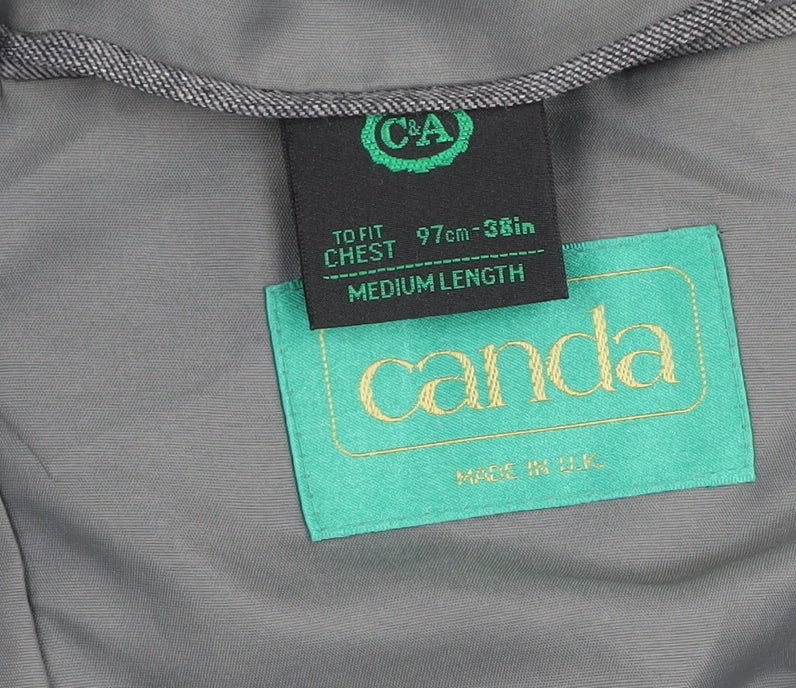 C&A
TO FIT
CHEST 97cm-38in
MEDIUM LENGTH
canda
MADE IN U.K.